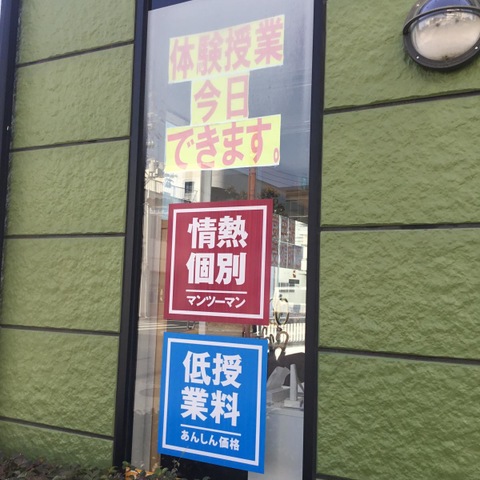 体験授業
今日
できます。
情熱
個別
マンツーマン
低授
業料
あんしん価格